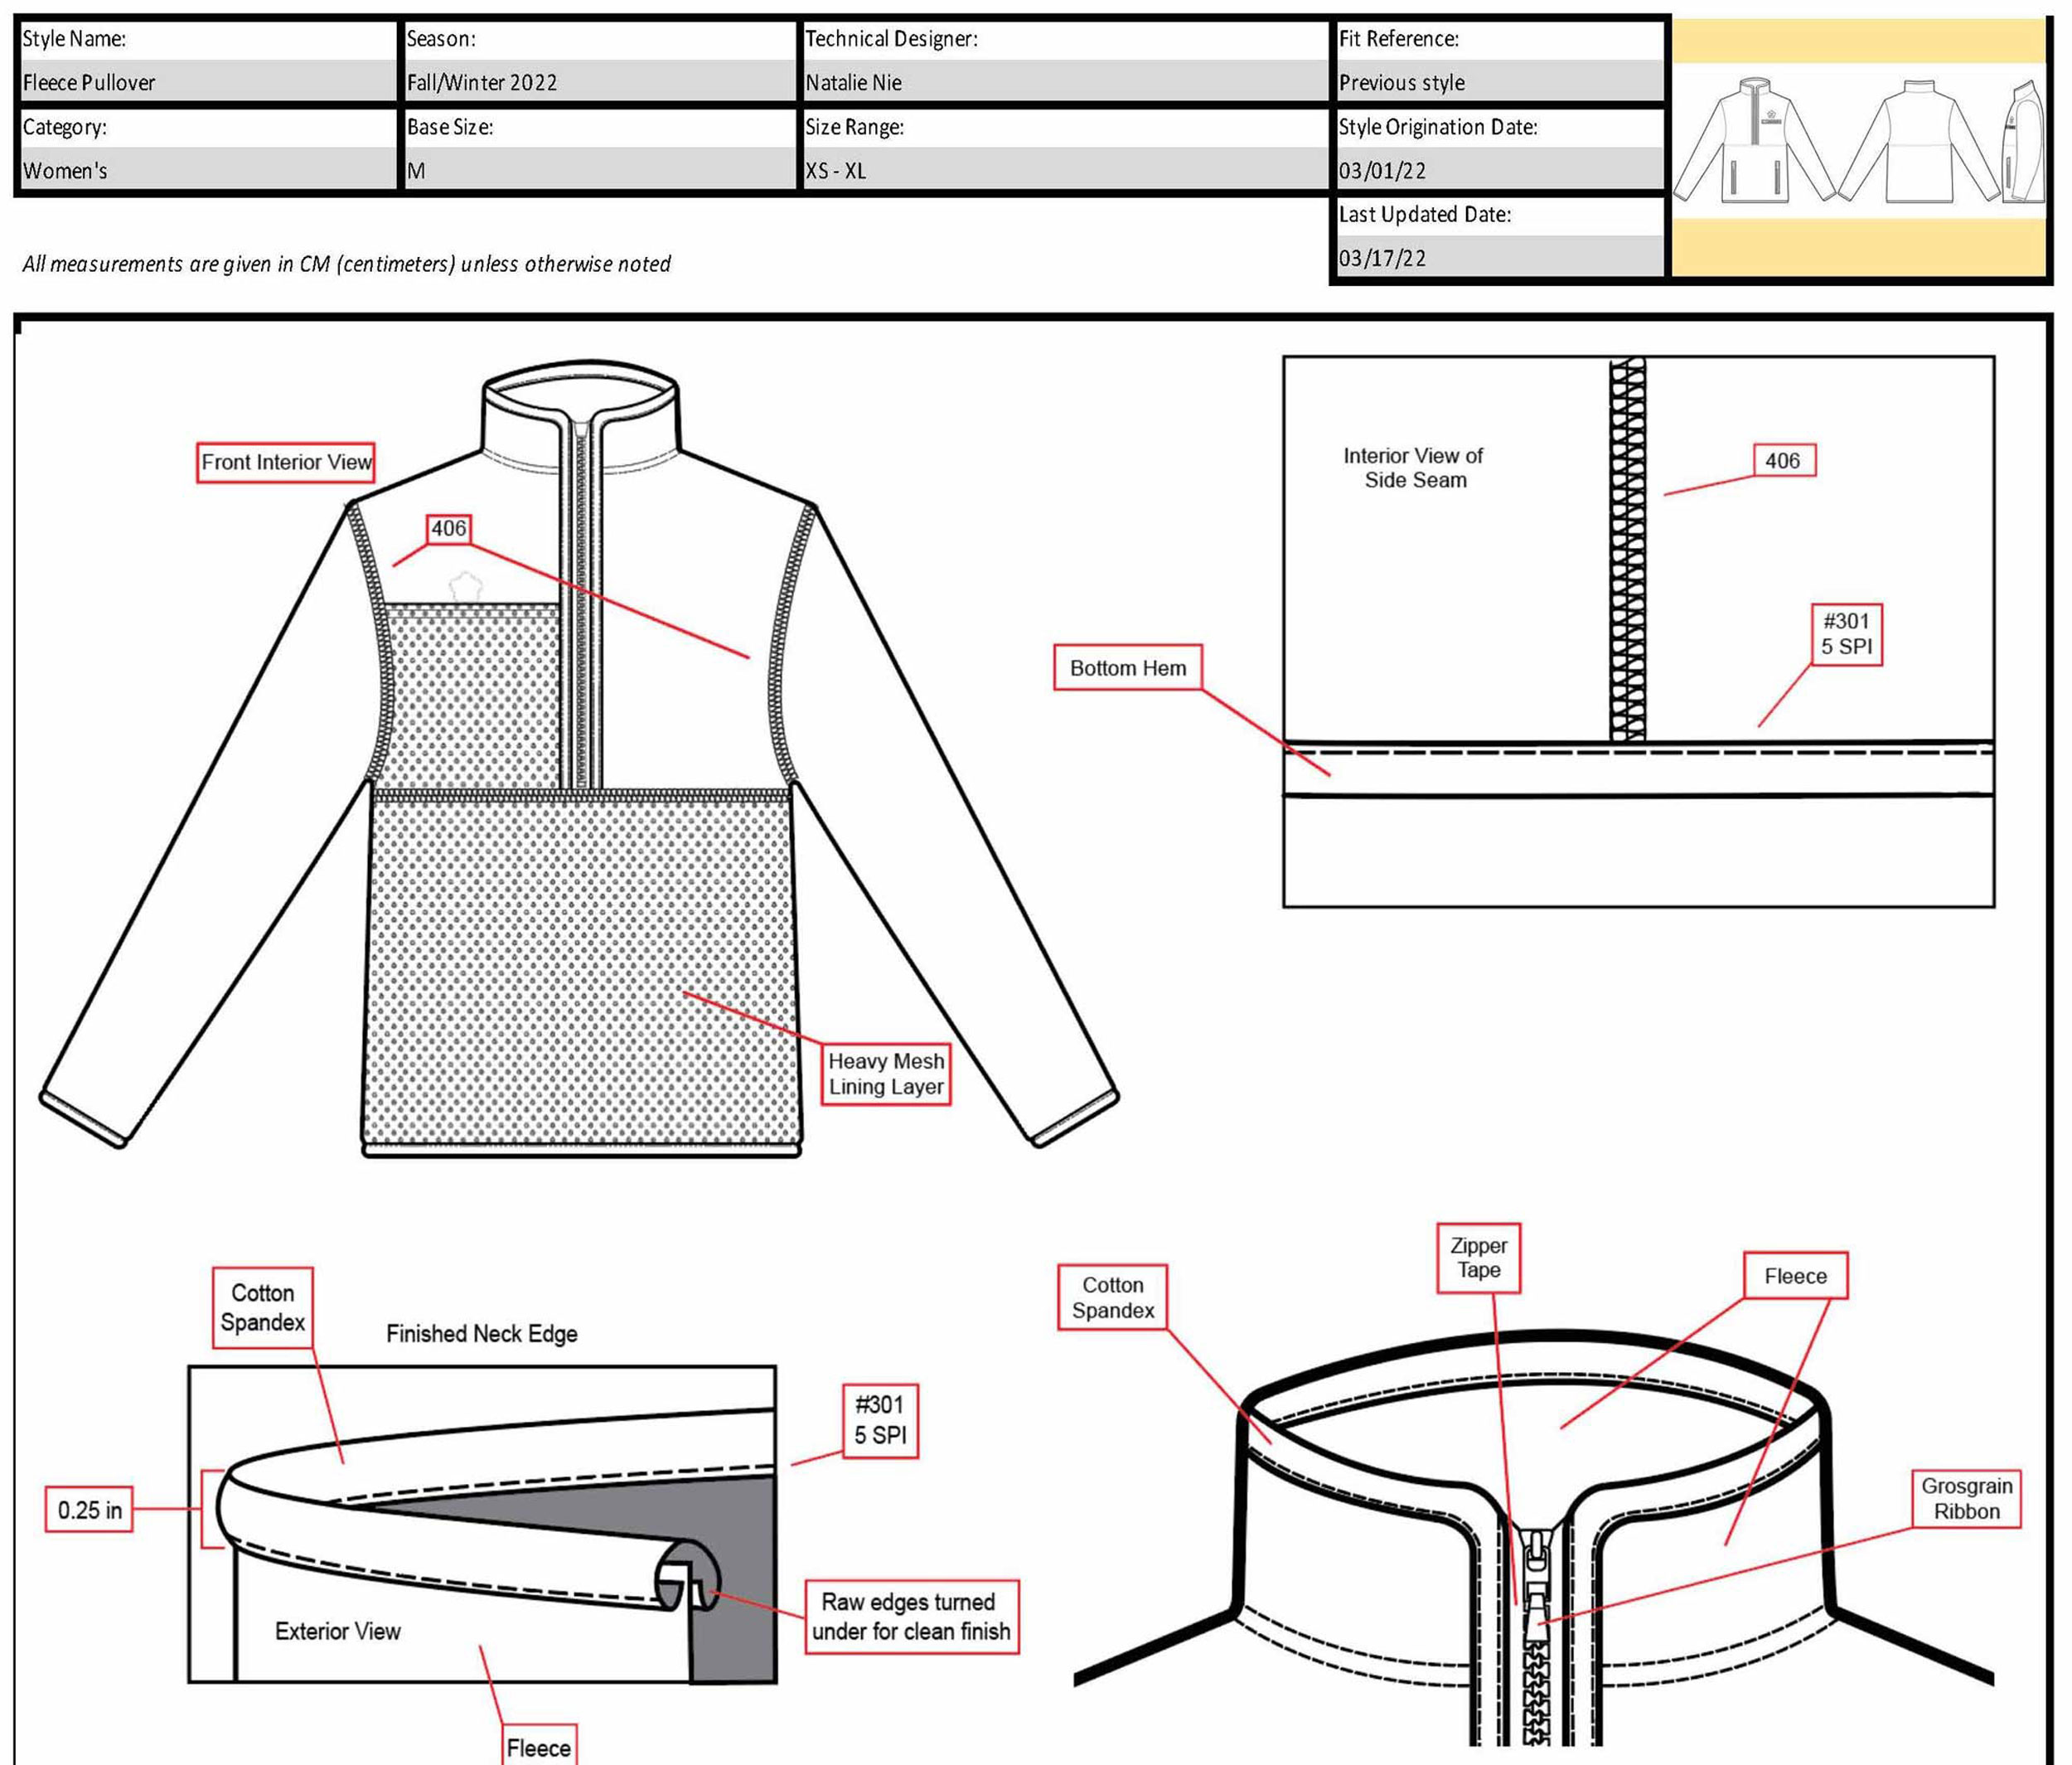 Style Name:
Fleece Pullover
Season:
Fall/Winter 2022
Technical Designer:
Natalie Nie
Fit Reference:
Previous style
Category:
Women's
Base Size:
M
Size Range:
XS - XL
Style Origination Date:
03/01/22
Last Updated Date:
03/17/22
All measurements are given in CM (centimeters) unless otherwise noted
Front Interior View
406
Heavy Mesh
Lining Layer
Interior View of
Side Seam
406
#301
5 SPI
Bottom Hem
Cotton
Spandex
Finished Neck Edge
#301
5 SPI
0.25 in
Raw edges turned
under for clean finish
Exterior View
Fleece
Cotton
Spandex
Zipper
Tape
Fleece
Grosgrain
Ribbon